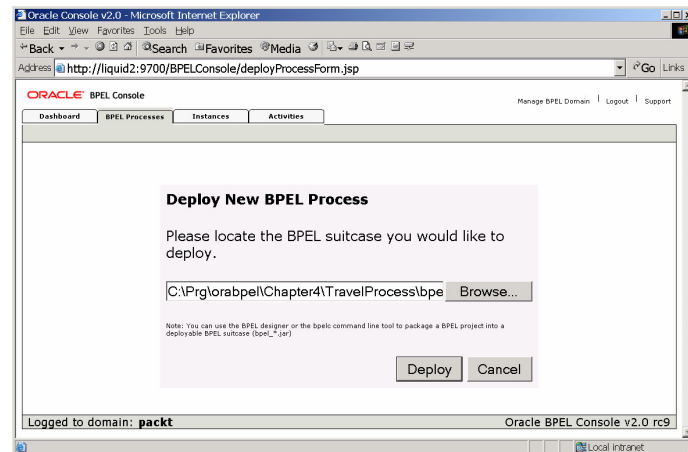 Oracle Console v2.0 - Microsoft Internet Explorer
File Edit View Favorites Tools Help
Back Search Favorites Media
Address http://liquid2:9700/BPELConsole/deployProcessForm.jsp Go Links
ORACLE BPEL Console
Manage BPEL Domain | Logout | Support
Dashboard BPEL Processes Instances Activities
Deploy New BPEL Process
Please locate the BPEL suitcase you would like to
deploy.
C:\Prg\orabpel\Chapter4\TravelProcess\bpe Browse...
Note: You can use the BPEL designer or the bpelc command line tool to package a BPEL project into a
deployable BPEL suitcase (bpel_*.jar)
Deploy Cancel
Logged to domain: packt Oracle BPEL Console v2.0 rc9
Local intranet